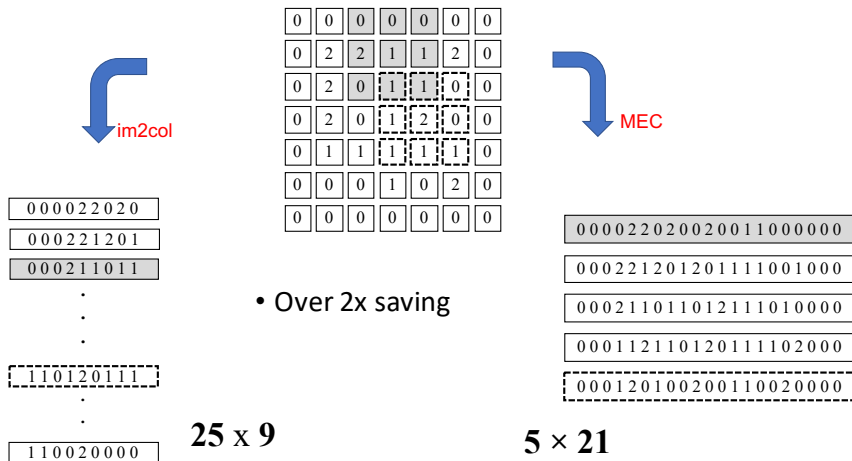 0 0 0 0 0 0 0
0 2 2 1 1 2 0
0 2 0 1 1 0 0
0 2 0 1 2 0 0
0 1 1 1 1 1 0
0 0 0 1 0 2 0
0 0 0 0 0 0 0
im2col
MEC
0 0 0 0 2 2 0 2 0
0 0 0 2 2 1 2 0 1
0 0 0 2 1 1 0 1 1
.
.
.
1 1 0 1 2 0 1 1 1
.
.
1 1 0 0 2 0 0 0 0
25 x 9
• Over 2x saving
0 0 0 0 2 2 0 2 0 0 2 0 0 1 1 0 0 0 0 0 0
0 0 0 2 2 1 2 0 1 2 0 1 1 1 1 0 0 1 0 0 0
0 0 0 2 1 1 0 1 1 0 1 2 1 1 1 0 1 0 0 0 0
0 0 0 1 1 2 1 1 0 1 2 0 1 1 1 1 0 2 0 0 0
0 0 0 1 2 0 1 0 0 2 0 0 1 1 0 0 2 0 0 0 0
5 × 21